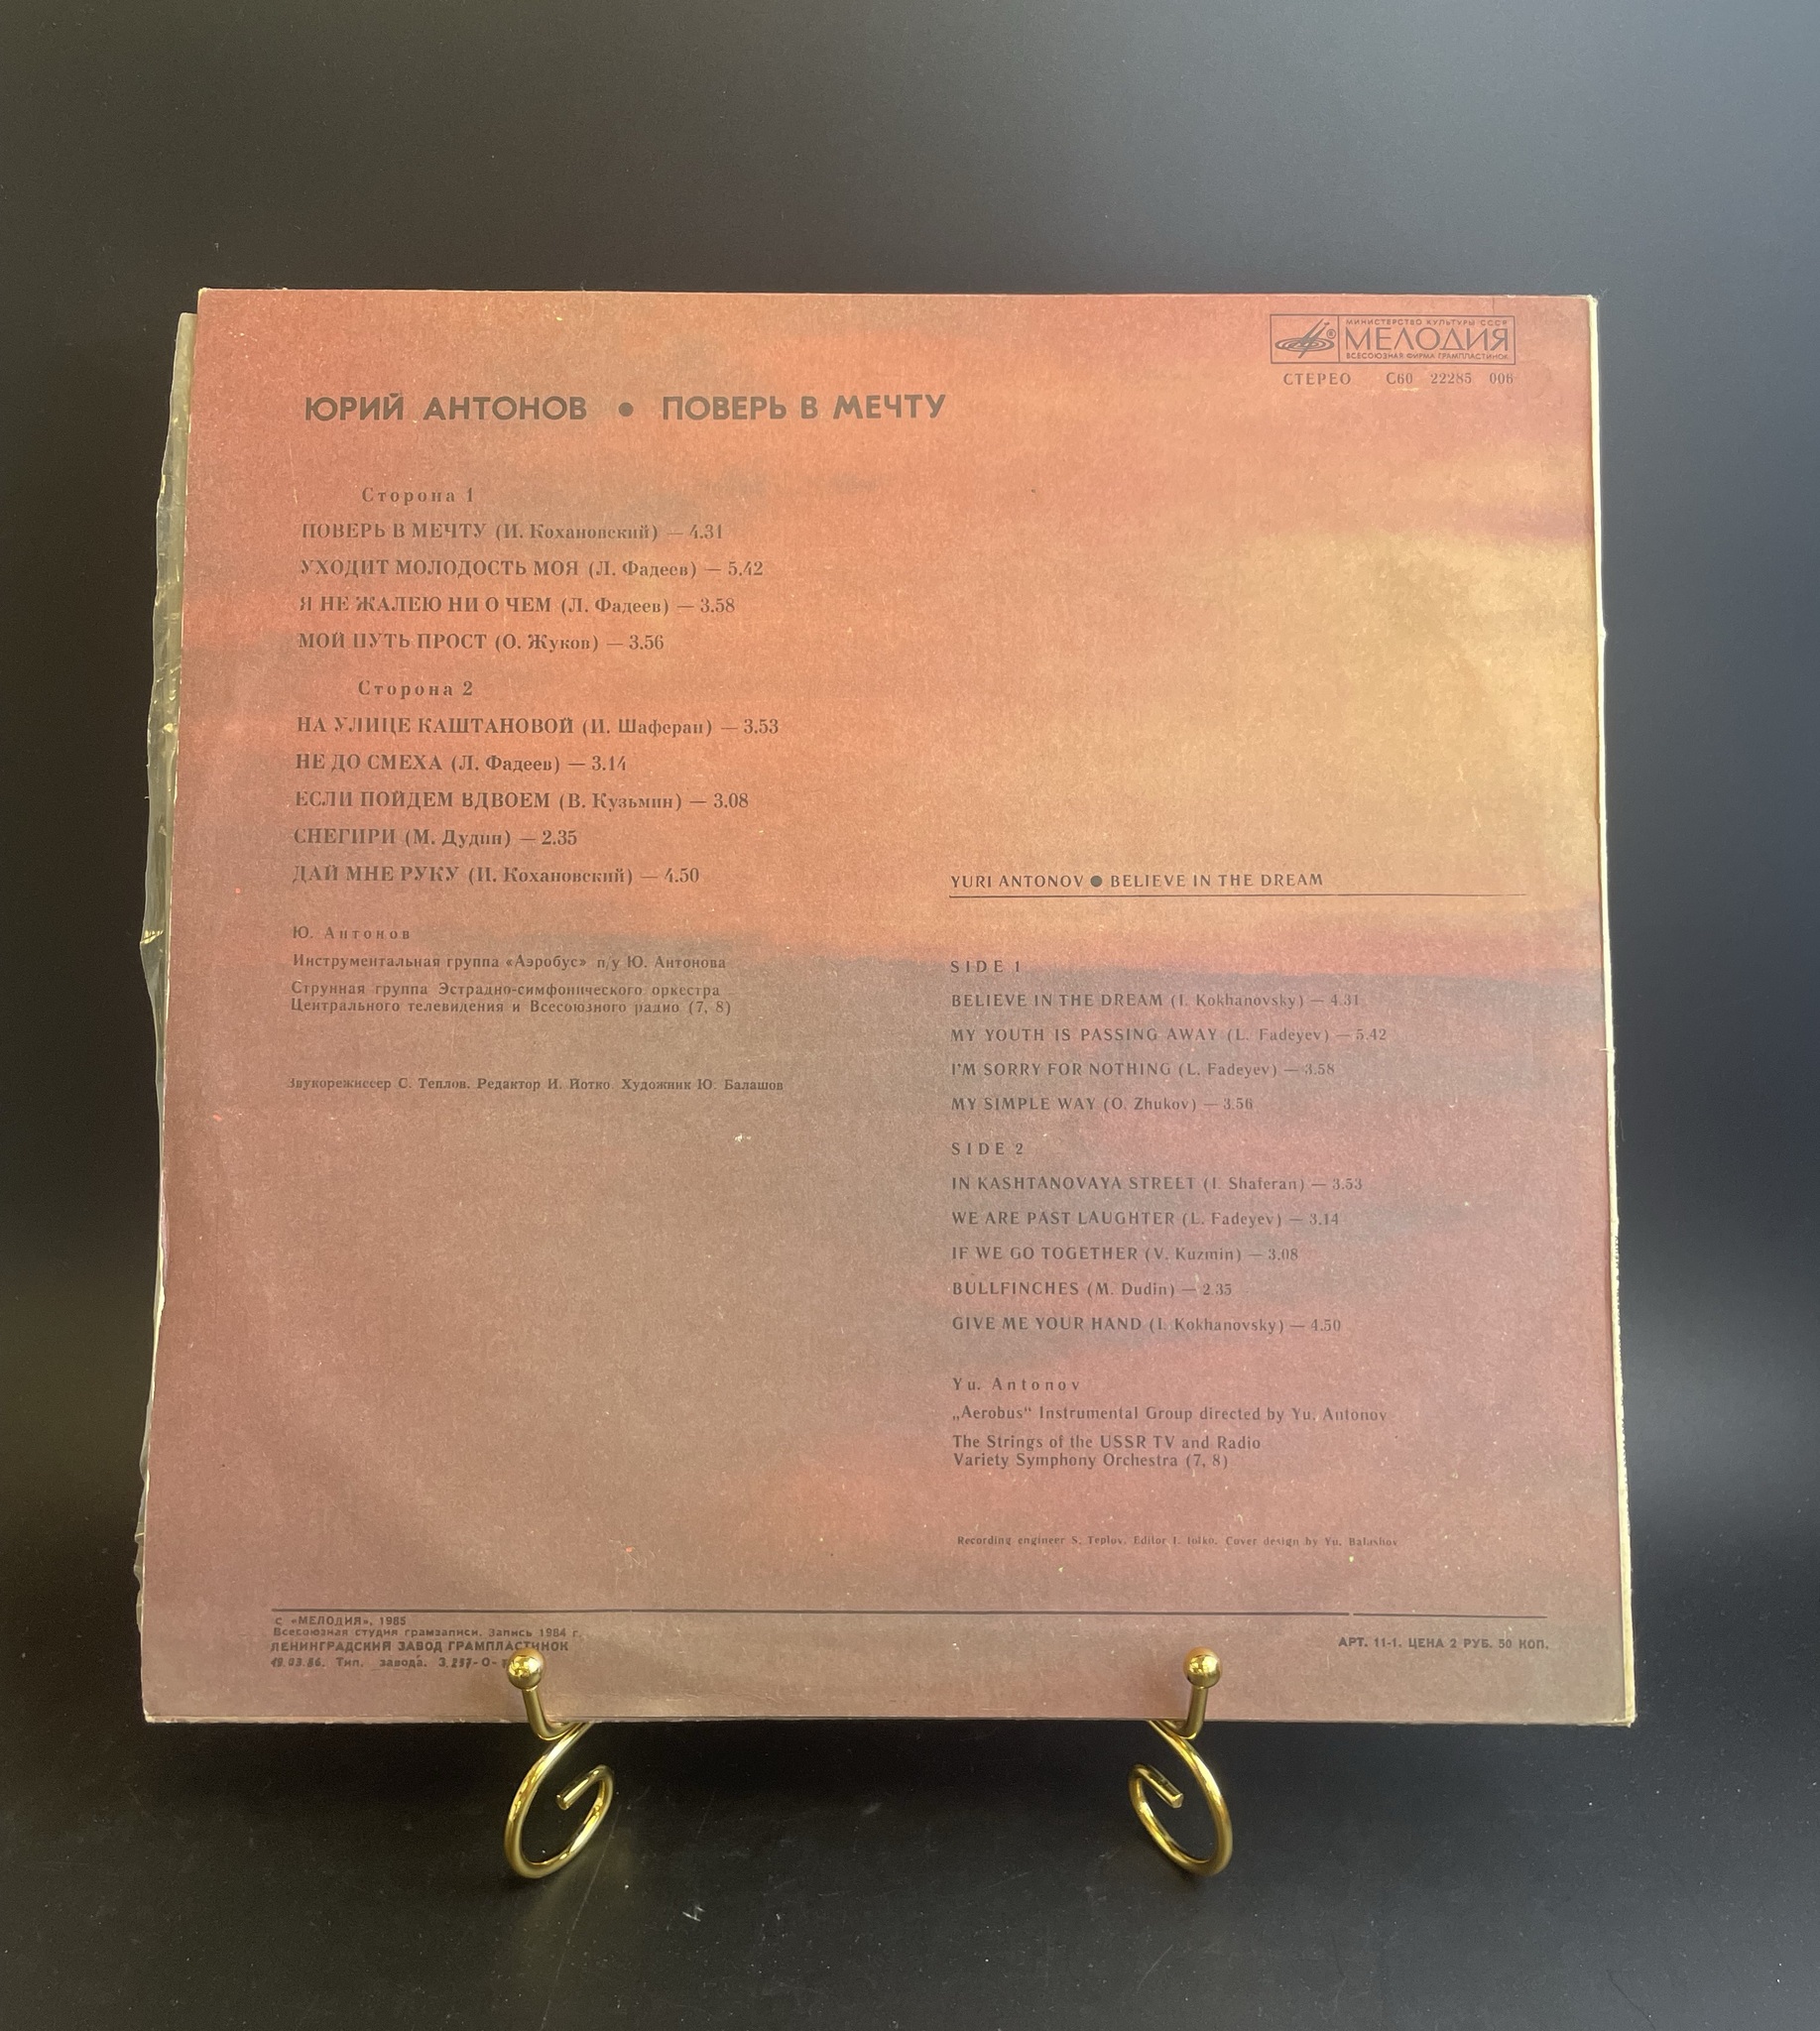 МИНИСТЕРСТВО КУЛЬТУРЫ СССР
МЕЛОДИЯ
ВСЕСОЮЗНАЯ ФИРМА ГРАМПЛАСТИНОК
СТЕРЕО С60 22285 006
ЮРИЙ АНТОНОВ ● ПОВЕРЬ В МЕЧТУ
Сторона 1
ПОВЕРЬ В МЕЧТУ (И. Кохановский) — 4.31
УХОДИТ МОЛОДОСТЬ МОЯ (Л. Фадеев) — 5.42
Я НЕ ЖАЛЕЮ НИ О ЧЕМ (Л. Фадеев) — 3.58
МОЙ ПУТЬ ПРОСТ (О. Жуков) — 3.56
Сторона 2
НА УЛИЦЕ КАШТАНОВОЙ (И. Шаферан) — 3.53
НЕ ДО СМЕХА (Л. Фадеев) — 3.14
ЕСЛИ ПОЙДЕМ ВДВОЕМ (В. Кузьмин) — 3.08
СНЕГИРИ (М. Дудин) — 2.35
ДАЙ МНЕ РУКУ (И. Кохановский) — 4.50
Ю. Антонов
Инструментальная группа «Аэробус» п/у Ю. Антонова
Струнная группа Эстрадно-симфонического оркестра
Центрального телевидения и Всесоюзного радио (7, 8)
Звукорежиссер С. Теплов. Редактор И. Йотко. Художник Ю. Балашов
YURI ANTONOV ● BELIEVE IN THE DREAM
SIDE 1
BELIEVE IN THE DREAM (I. Kokhanovsky) — 4.31
MY YOUTH IS PASSING AWAY (L. Fadeyev) — 5.42
I'M SORRY FOR NOTHING (L. Fadeyev) — 3.58
MY SIMPLE WAY (O. Zhukov) — 3.56
SIDE 2
IN KASHTANOVAYA STREET (I. Shaferan) — 3.53
WE ARE PAST LAUGHTER (L. Fadeyev) — 3.14
IF WE GO TOGETHER (V. Kuzmin) — 3.08
BULLFINCHES (M. Dudin) — 2.35
GIVE ME YOUR HAND (I. Kokhanovsky) — 4.50
Yu. Antonov
„Aerobus“ Instrumental Group directed by Yu. Antonov
The Strings of the USSR TV and Radio
Variety Symphony Orchestra (7, 8)
Recording engineer S. Teplov. Editor I. Cover design by Yu. Balashov
С «МЕЛОДИЯ», 1985
Всесоюзная студия грамзаписи. Запись 1984 г.
ЛЕНИНГРАДСКИЙ ЗАВОД ГРАМПЛАСТИНОК
19.03.86. Тип. завода. З.237-О-
АРТ. 11-1. ЦЕНА 2 РУБ. 50 КОП.